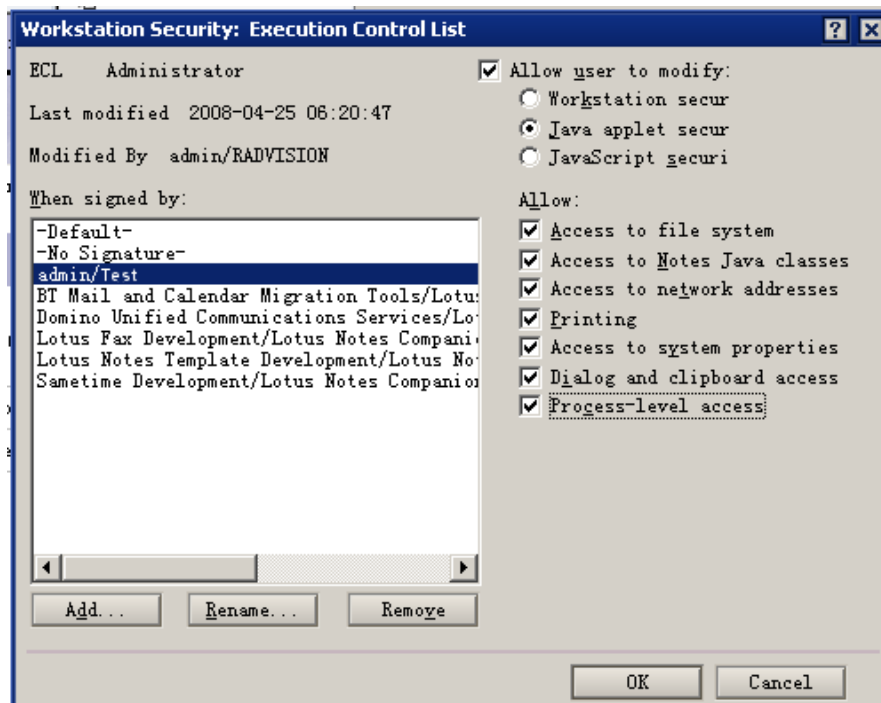 Workstation Security: Execution Control List
ECL Administrator
Last modified 2008-04-25 06:20:47
Modified By admin/RADVISION
When signed by:
-Default-
-No Signature-
admin/Test
BT Mail and Calendar Migration Tools/Lotu
Domino Unified Communications Services/Lo
Lotus Fax Development/Lotus Notes Compani
Lotus Notes Template Development/Lotus No
Sametime Development/Lotus Notes Companio
Add...
Rename...
Remove
Allow user to modify:
Workstation secur
Java applet secur
JavaScript securi
Allow:
Access to file system
Access to Notes Java classes
Access to network addresses
Printing
Access to system properties
Dialog and clipboard access
Process-level access
OK
Cancel